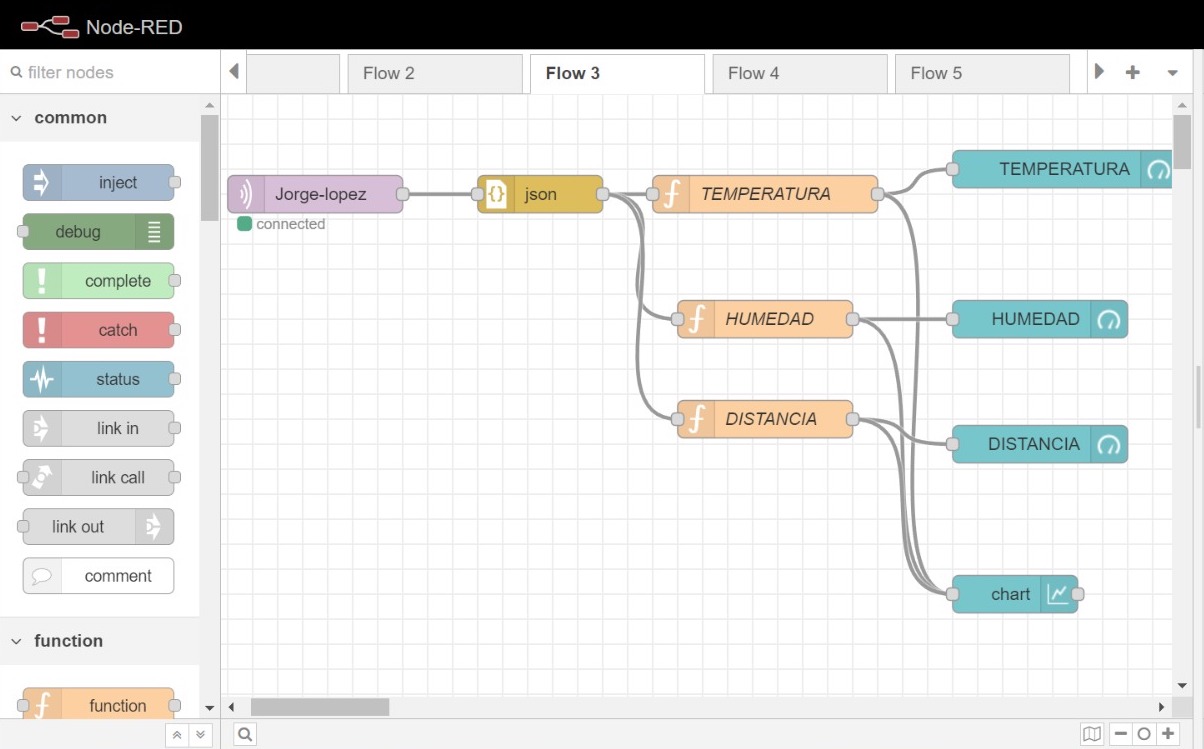 Node-RED
filter nodes
Flow 2
Flow 3
Flow 4
Flow 5
common
inject
debug
complete
catch
status
link in
link call
link out
comment
function
function
Jorge-lopez
connected
json
TEMPERATURA
TEMPERATURA
HUMEDAD
HUMEDAD
DISTANCIA
DISTANCIA
chart